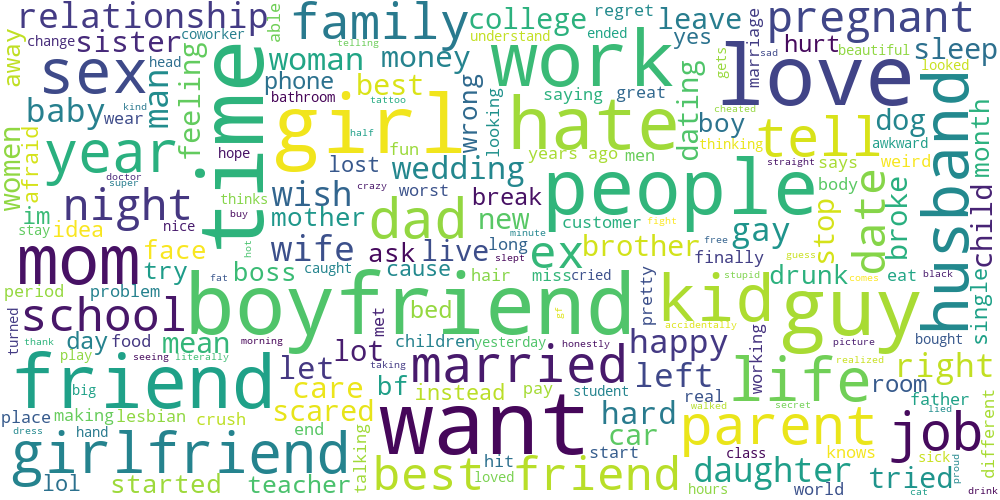 relationship
family
college
leave
pregnant
away
change
sister
coworker
able
regret
understand
ended
yes
gets
marriage
sad
hurt
beautiful
sleep
looked
telling
woman
money
work
love
sex
man
head
feeling
time
phone
best
bathroom
tattoo
kind
wear
baby
girl
half
fun
wrong
looking
saying
great
hate
dating
boy
cheated
thinking
tell
dog
awkward
weird
straight
husband
month
women
afraid
year
doctor
super
hope
lost
wedding
years ago
men
people
says
body
date
broke
child
night
im
stay
idea
nice
buy
thinks
wish
crazy
worst
mother
dad
break
new
customer
gay
fight
stop
face
hot
wife
ask
live
minute
long
ex
brother
finally
free
guess
comes
stupid
mom
try
boss
fat
caught
cause
slept
hair
miss
cried
pretty
drunk
eat
black
single
period
problem
school
boyfriend
bed
gf
kid
guy
accidentally
turned
thank
day
food
mean
morning
lot
met
children
yesterday
honestly
happy
working
picture
realized
bought
play
seeing
literally
let
bf
taking
married
instead
pay
student
real
left
life
room
right
friend
big
care
scared
want
hard
walked
secret
father
lied
place
making
lesbian
crush
end
car
start
parent
job
dress
hand
class
knows
sick
proud
different
girlfriend
lol
started
teacher
talking
best friend
hit
loved
daughter
hours
world
tried
cat
drink